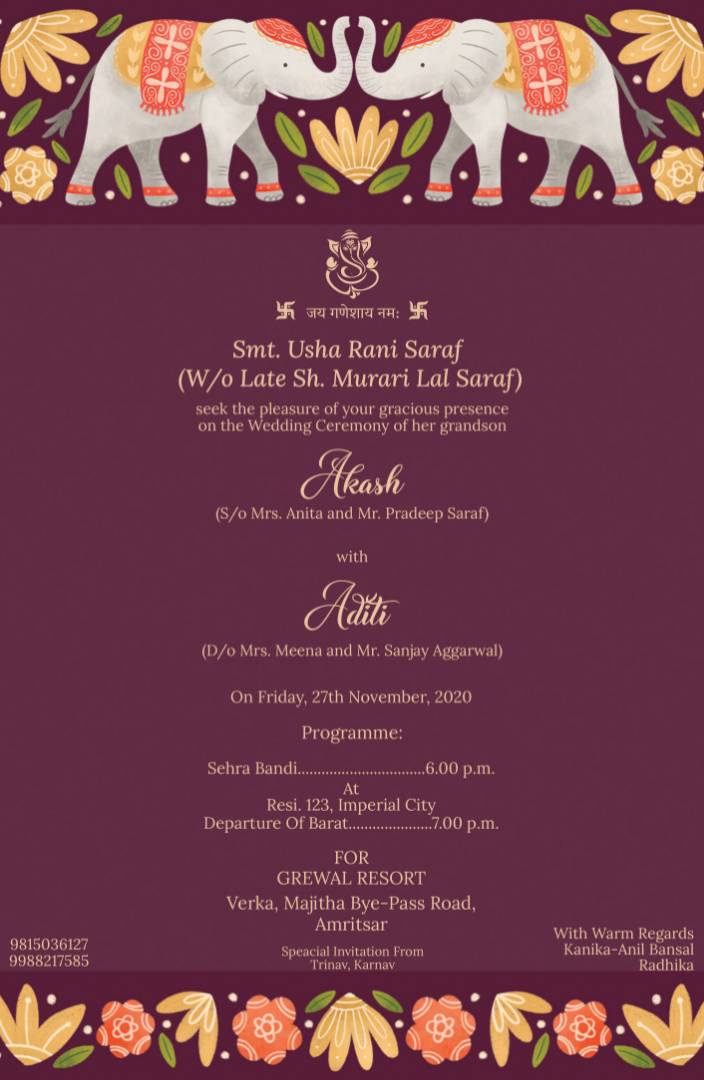 卐 जय गणेशाय नम: 卐
Smt. Usha Rani Saraf
(W/o Late Sh. Murari Lal Saraf)
seek the pleasure of your gracious presence
on the Wedding Ceremony of her grandson
Akash
(S/o Mrs. Anita and Mr. Pradeep Saraf)
with
Aditi
(D/o Mrs. Meena and Mr. Sanjay Aggarwal)
On Friday, 27th November, 2020
Programme:
Sehra Bandi...............................6.00 p.m.
At
Resi. 123, Imperial City
Departure Of Barat.....................7.00 p.m.
FOR
GREWAL RESORT
Verka, Majitha Bye-Pass Road,
Amritsar
Speacial Invitation From
Trinav, Karnav
9815036127
9988217585
With Warm Regards
Kanika-Anil Bansal
Radhika